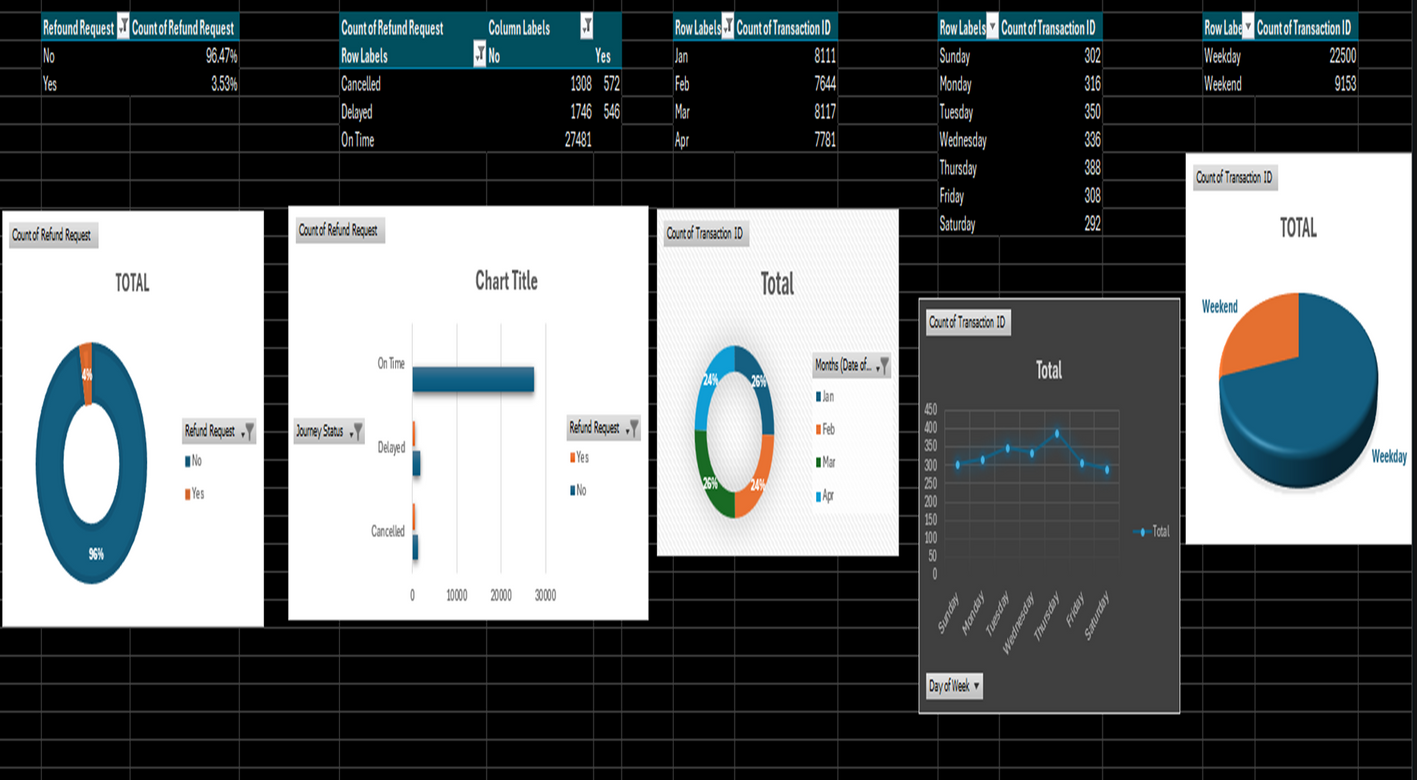 Refound Request Count of Refund Request
No 96.47%
Yes 3.53%
Count of Refund Request Column Labels
Row Labels No Yes
Cancelled 1308 572
Delayed 1746 546
On Time 27481
Row Labels Count of Transaction ID
Jan 8111
Feb 7644
Mar 8117
Apr 7781
Row Labels Count of Transaction ID
Sunday 302
Monday 316
Tuesday 350
Wednesday 336
Thursday 388
Friday 308
Saturday 292
Row Labe Count of Transaction ID
Weekday 22500
Weekend 9153
Count of Refund Request
TOTAL
4%
96%
Refund Request
No
Yes
Count of Refund Request
Chart Title
On Time
Delayed
Cancelled
Journey Status
0 10000 20000 30000
Refund Request
Yes
No
Count of Transaction ID
Total
24% 26%
26% 24%
Months (Date of...
Jan
Feb
Mar
Apr
Count of Transaction ID
Total
450
400
350
300
250
200
150
100
50
0
Sunday Monday Tuesday Wednesday Thursday Friday Saturday
Total
Day of Week
Count of Transaction ID
TOTAL
Weekend
Weekday